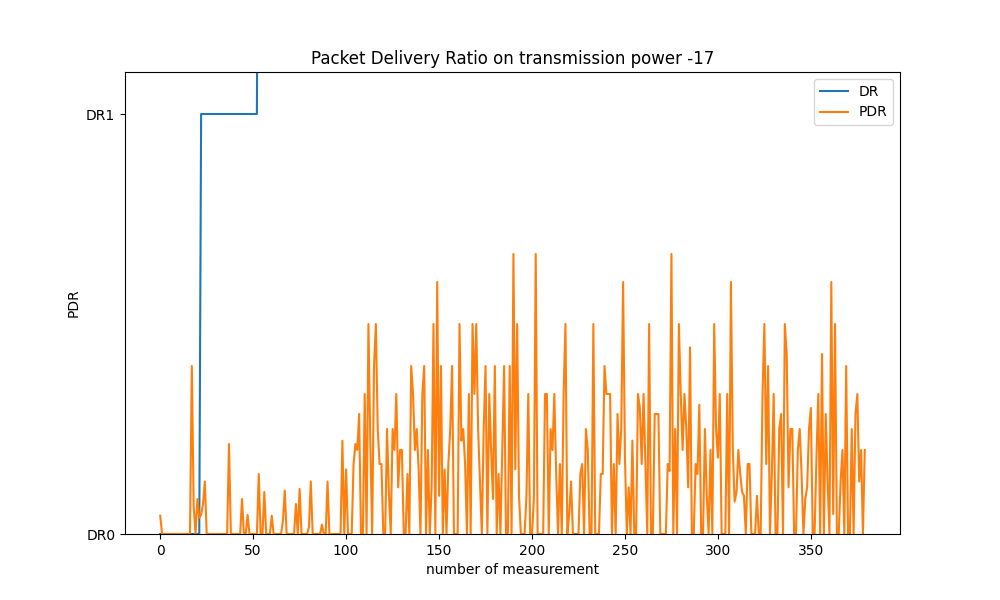 Packet Delivery Ratio on transmission power -17
DR
PDR
DR1
PDR
DR0
0 50 100 150 200 250 300 350
number of measurement